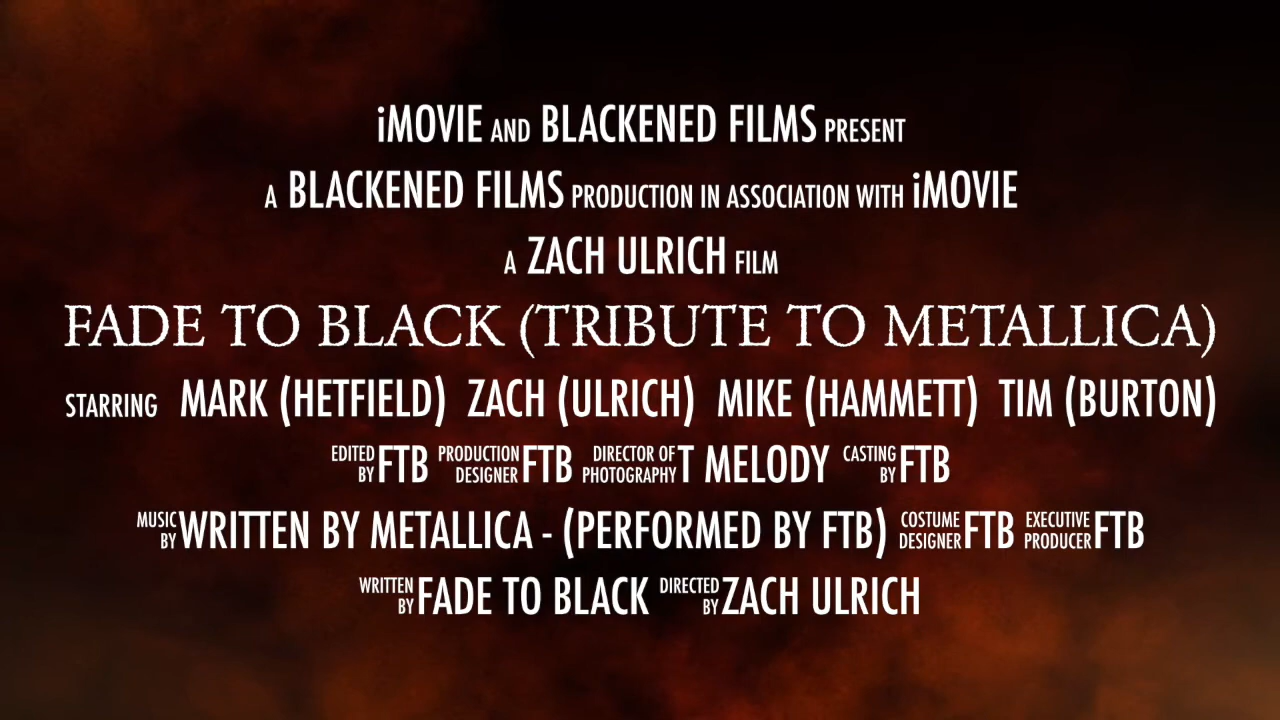 iMOVIE AND BLACKENED FILMS PRESENT
A BLACKENED FILMS PRODUCTION IN ASSOCIATION WITH iMOVIE
A ZACH ULRICH FILM
FADE TO BLACK (TRIBUTE TO METALLICA)
STARRING MARK (HETFIELD) ZACH (ULRICH) MIKE (HAMMETT) TIM (BURTON)
EDITED BY FTB PRODUCTION DESIGNER FTB DIRECTOR OF PHOTOGRAPHY T MELODY CASTING BY FTB
MUSIC BY WRITTEN BY METALLICA - (PERFORMED BY FTB) COSTUME DESIGNER FTB EXECUTIVE PRODUCER FTB
WRITTEN BY FADE TO BLACK DIRECTED BY ZACH ULRICH